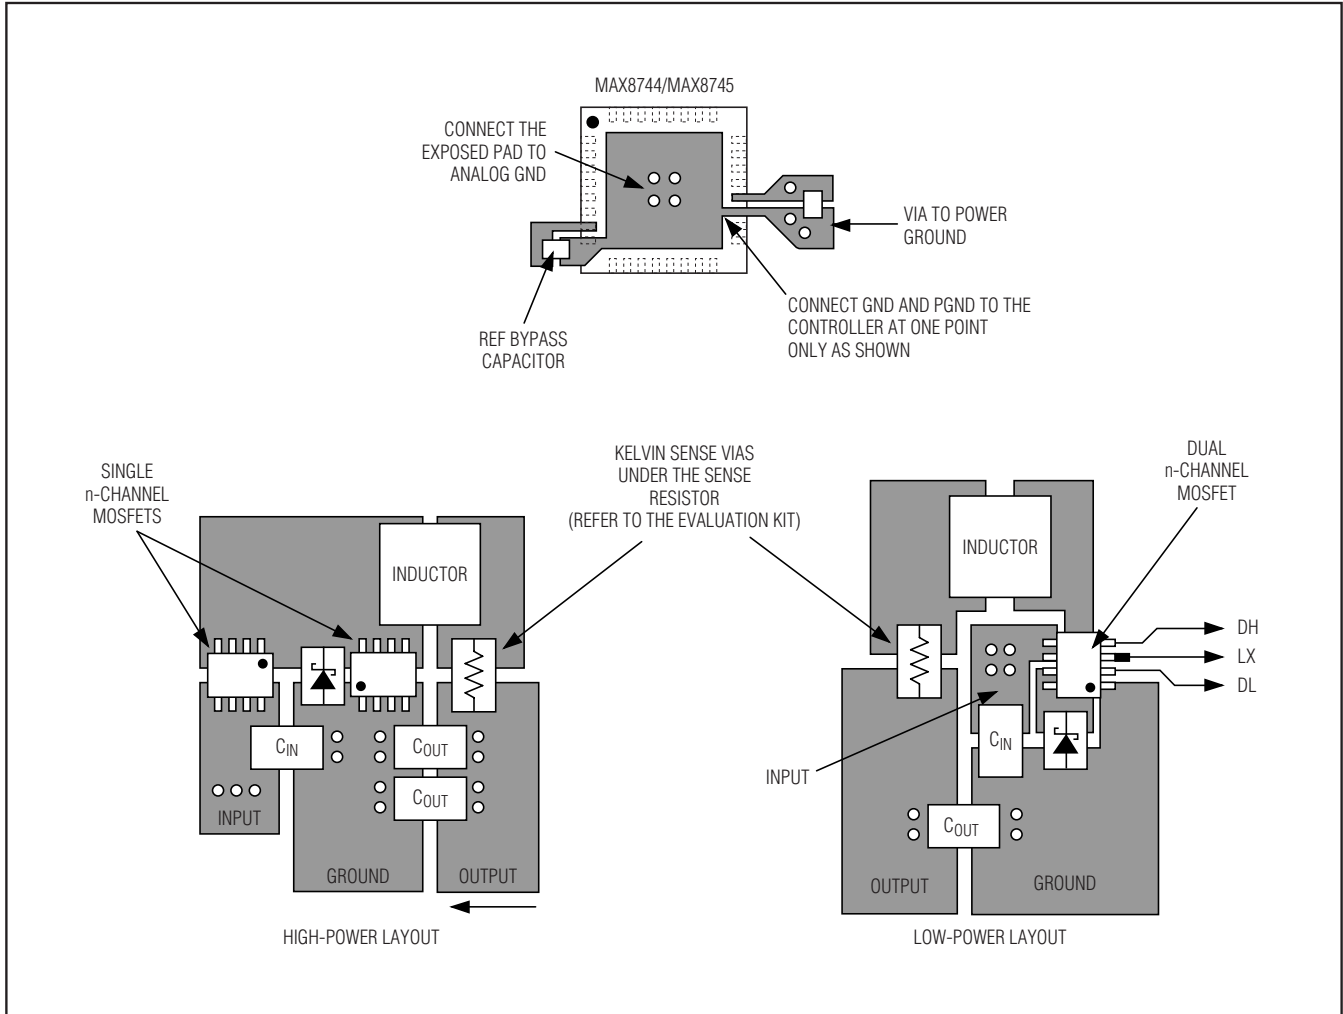 MAX8744/MAX8745
CONNECT THE
EXPOSED PAD TO
ANALOG GND
VIA TO POWER
GROUND
CONNECT GND AND PGND TO THE
CONTROLLER AT ONE POINT
ONLY AS SHOWN
REF BYPASS
CAPACITOR
KELVIN SENSE VIAS
UNDER THE SENSE
RESISTOR
(REFER TO THE EVALUATION KIT)
SINGLE
n-CHANNEL
MOSFETS
INDUCTOR
CIN
COUT
COUT
INPUT
GROUND
OUTPUT
HIGH-POWER LAYOUT
DUAL
n-CHANNEL
MOSFET
INDUCTOR
DH
LX
DL
CIN
INPUT
COUT
OUTPUT
GROUND
LOW-POWER LAYOUT